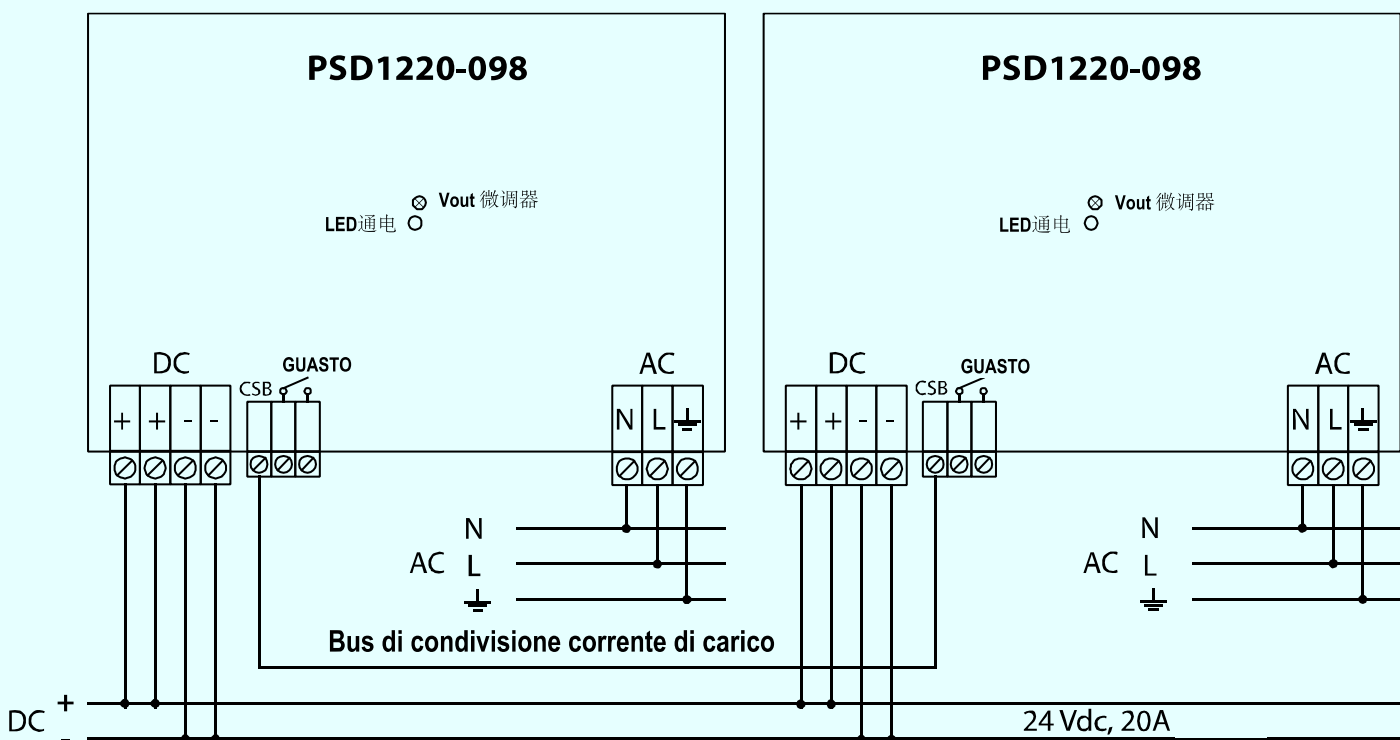 PSD1220-098
PSD1220-098
Vout 微调器
LED通电
Vout 微调器
LED通电
DC
GUASTO
CSB
AC
DC
GUASTO
CSB
AC
+ + - -
N L
+ + - -
N L
N
AC L
N
AC L
Bus di condivisione corrente di carico
DC +
-
24 Vdc, 20A